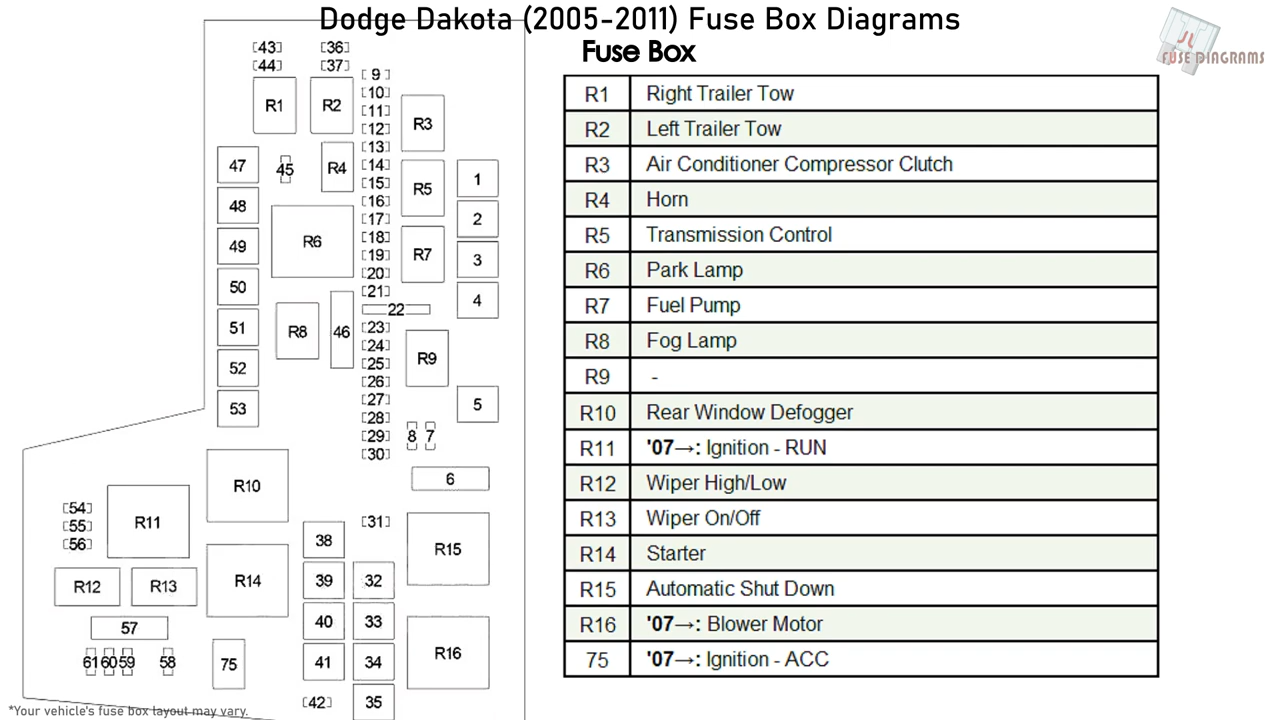 Dodge Dakota (2005-2011) Fuse Box Diagrams
Fuse Box
JL
FUSE DIAGRAMS
43 36
44 37
9
R1 R2
10
11
R3
12
13
47 45 R4
14
15
1
R5
16
48
17
2
R6
18
49
19
R7
3
20
50
21
4
22
51 R8 46
23
24
R9
25
52
26
27
5
53
28
29
8 7
30
6
R10
54
R11
31
55
56
38
R15
R12 R13 R14
39 32
57
40 33
R16
61 60 59 58
75
41 34
42 35
R1 Right Trailer Tow
R2 Left Trailer Tow
R3 Air Conditioner Compressor Clutch
R4 Horn
R5 Transmission Control
R6 Park Lamp
R7 Fuel Pump
R8 Fog Lamp
R9 -
R10 Rear Window Defogger
R11 '07→: Ignition - RUN
R12 Wiper High/Low
R13 Wiper On/Off
R14 Starter
R15 Automatic Shut Down
R16 '07→: Blower Motor
75 '07→: Ignition - ACC
*Your vehicle's fuse box layout may vary.